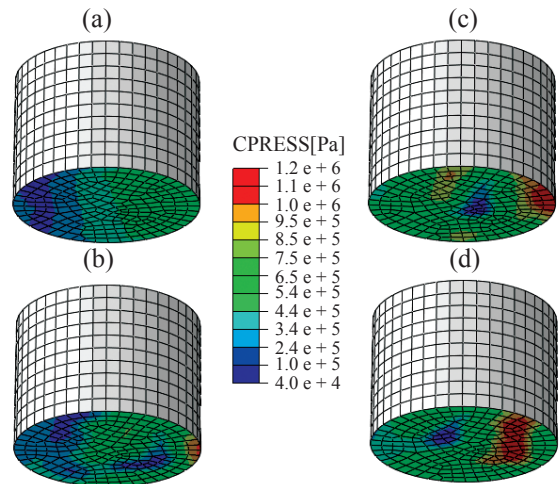 (a)
(c)
CPRESS[Pa]
1.2 e + 6
1.1 e + 6
1.0 e + 6
9.5 e + 5
8.5 e + 5
7.5 e + 5
6.5 e + 5
5.4 e + 5
4.4 e + 5
3.4 e + 5
2.4 e + 5
1.0 e + 5
4.0 e + 4
(b)
(d)